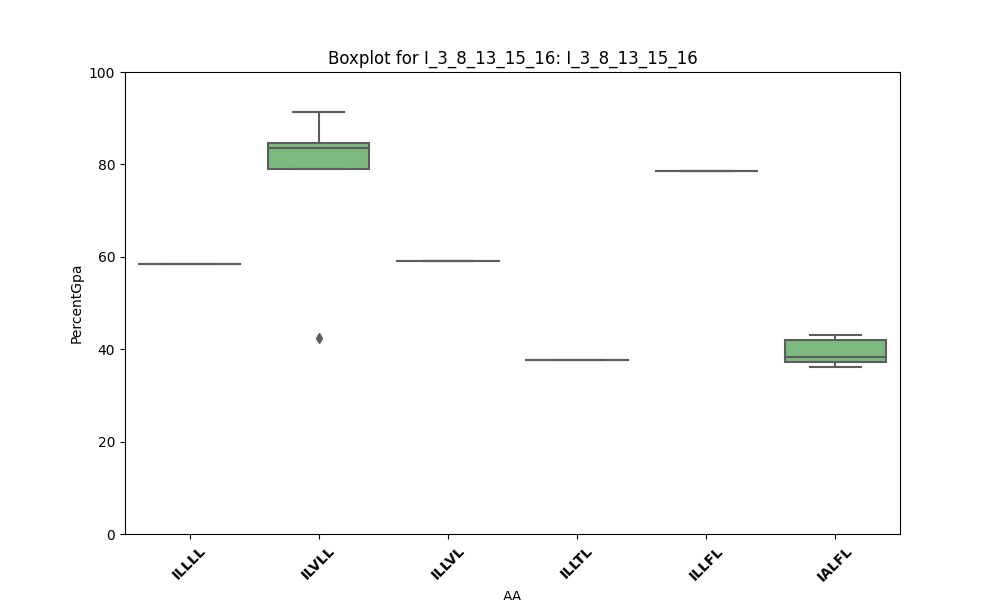 Boxplot for I_3_8_13_15_16: I_3_8_13_15_16
100
80
60
40
20
0
PercentGpa
ILLLL
ILVLL
ILLVL
ILLTL
ILLFL
IALFL
AA